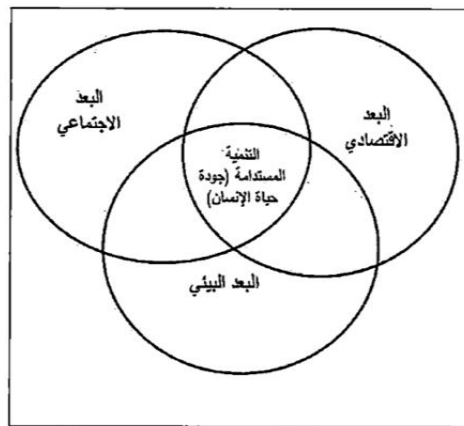 البعد
الاجتماعي
البعد
الاقتصادي
التنمية
المستدامة (جودة
حياة الإنسان)
البعد البيئي